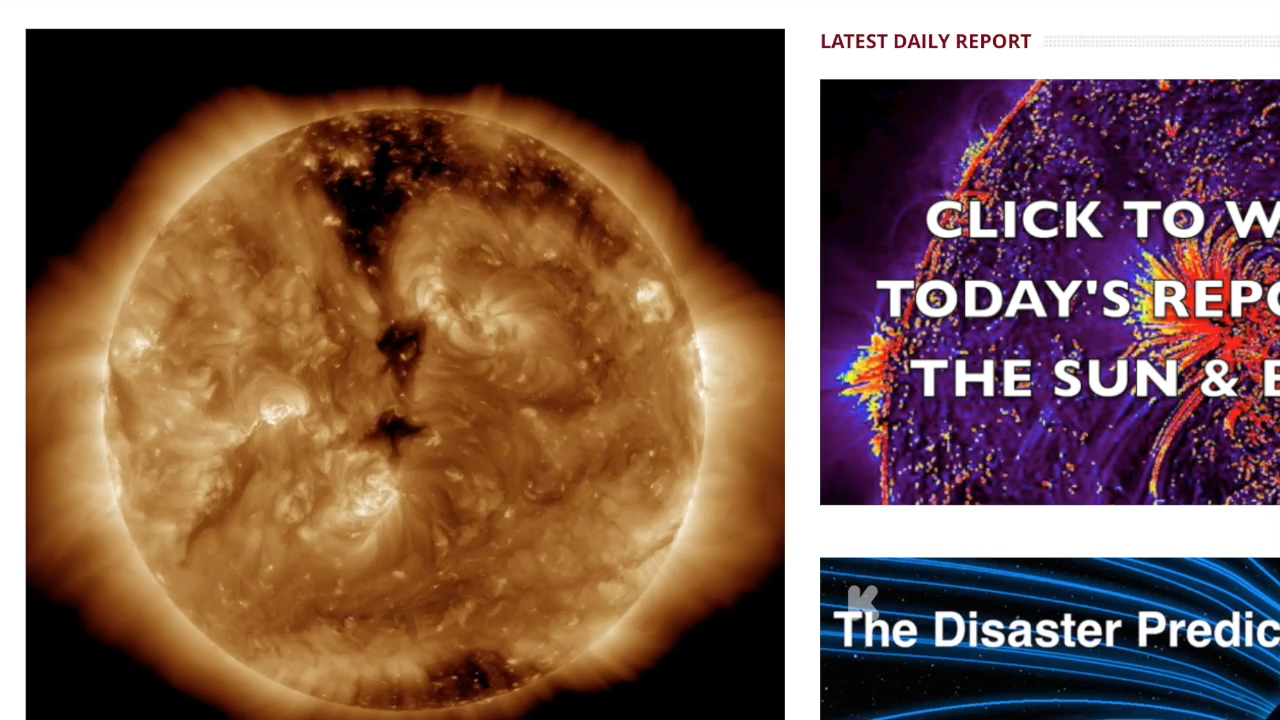 LATEST DAILY REPORT
CLICK TO W
TODAY'S REPO
THE SUN & E
The Disaster Predic